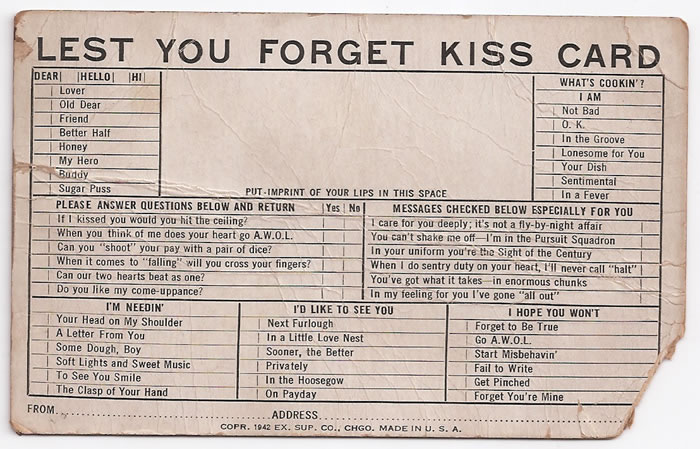 LEST YOU FORGET KISS CARD
DEAR HELLO HI
Lover
Old Dear
Friend
Better Half
Honey
My Hero
Buddy
Sugar Puss
PUT IMPRINT OF YOUR LIPS IN THIS SPACE
WHAT'S COOKIN'?
I AM
Not Bad
O. K.
In the Groove
Lonesome for You
Your Dish
Sentimental
In a Fever
PLEASE ANSWER QUESTIONS BELOW AND RETURN Yes No
If I kissed you would you hit the ceiling?
When you think of me does your heart go A.W.O.L.
Can you "shoot" your pay with a pair of dice?
When it comes to "falling" will you cross your fingers?
Can our two hearts beat as one?
Do you like my come-uppance?
MESSAGES CHECKED BELOW ESPECIALLY FOR YOU
I care for you deeply; it's not a fly-by-night affair
You can't shake me off—I'm in the Pursuit Squadron
In your uniform you're the Sight of the Century
When I do sentry duty on your heart, I'll never call "halt"
You've got what it takes—in enormous chunks
In my feeling for you I've gone "all out"
I'M NEEDIN'
Your Head on My Shoulder
A Letter From You
Some Dough, Boy
Soft Lights and Sweet Music
To See You Smile
The Clasp of Your Hand
I'D LIKE TO SEE YOU
Next Furlough
In a Little Love Nest
Sooner, the Better
Privately
In the Hoosegow
On Payday
I HOPE YOU WON'T
Forget to Be True
Go A.W.O.L.
Start Misbehavin'
Fail to Write
Get Pinched
Forget You're Mine
FROM ADDRESS
COPR. 1942 EX. SUP. CO., CHGO. MADE IN U. S. A.